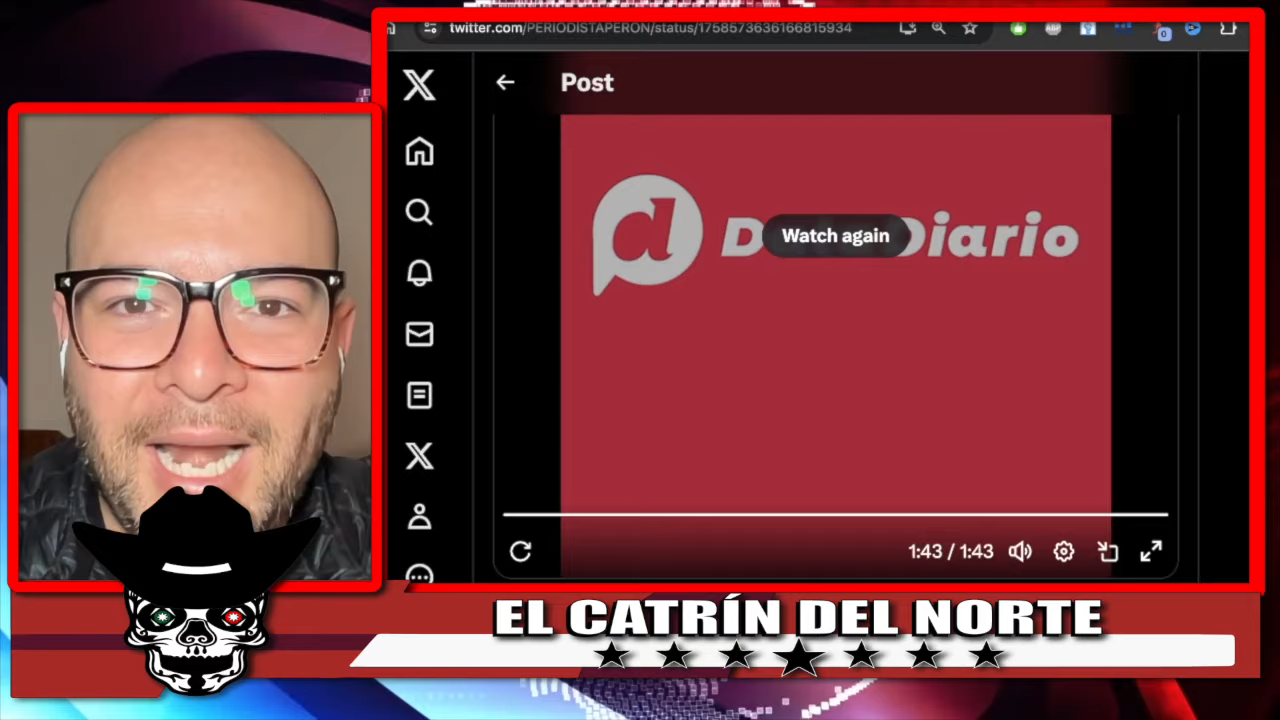 twitter.com/PERIODISTAPERON/status/1758573636166815934
Post
d D Diario
Watch again
1:43 / 1:43
EL CATRÍN DEL NORTE